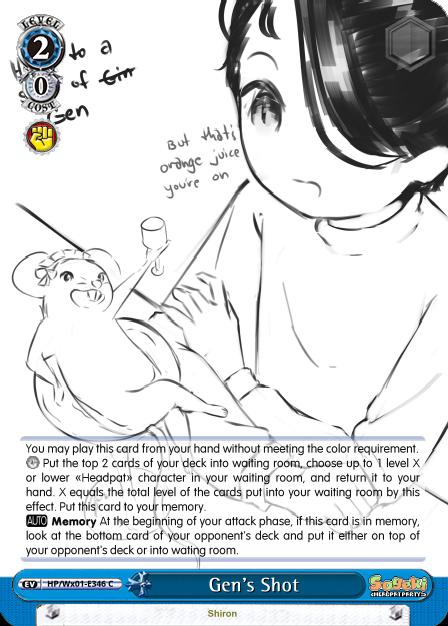 LEVEL
2
0
COST
to a
of Gin
Gen
But that's
orange juice
you're on
You may play this card from your hand without meeting the color requirement.
Put the top 2 cards of your deck into waiting room, choose up to 1 level X
or lower «Headpat» character in your waiting room, and return it to your
hand. X equals the total level of the cards put into your waiting room by this
effect. Put this card to your memory.
AUTO Memory At the beginning of your attack phase, if this card is in memory,
look at the bottom card of your opponent's deck and put it either on top of
your opponent's deck or into wating room.
EV HP/Wx01-E346 C
Gen's Shot
HEADPAT PARTY
Shiron